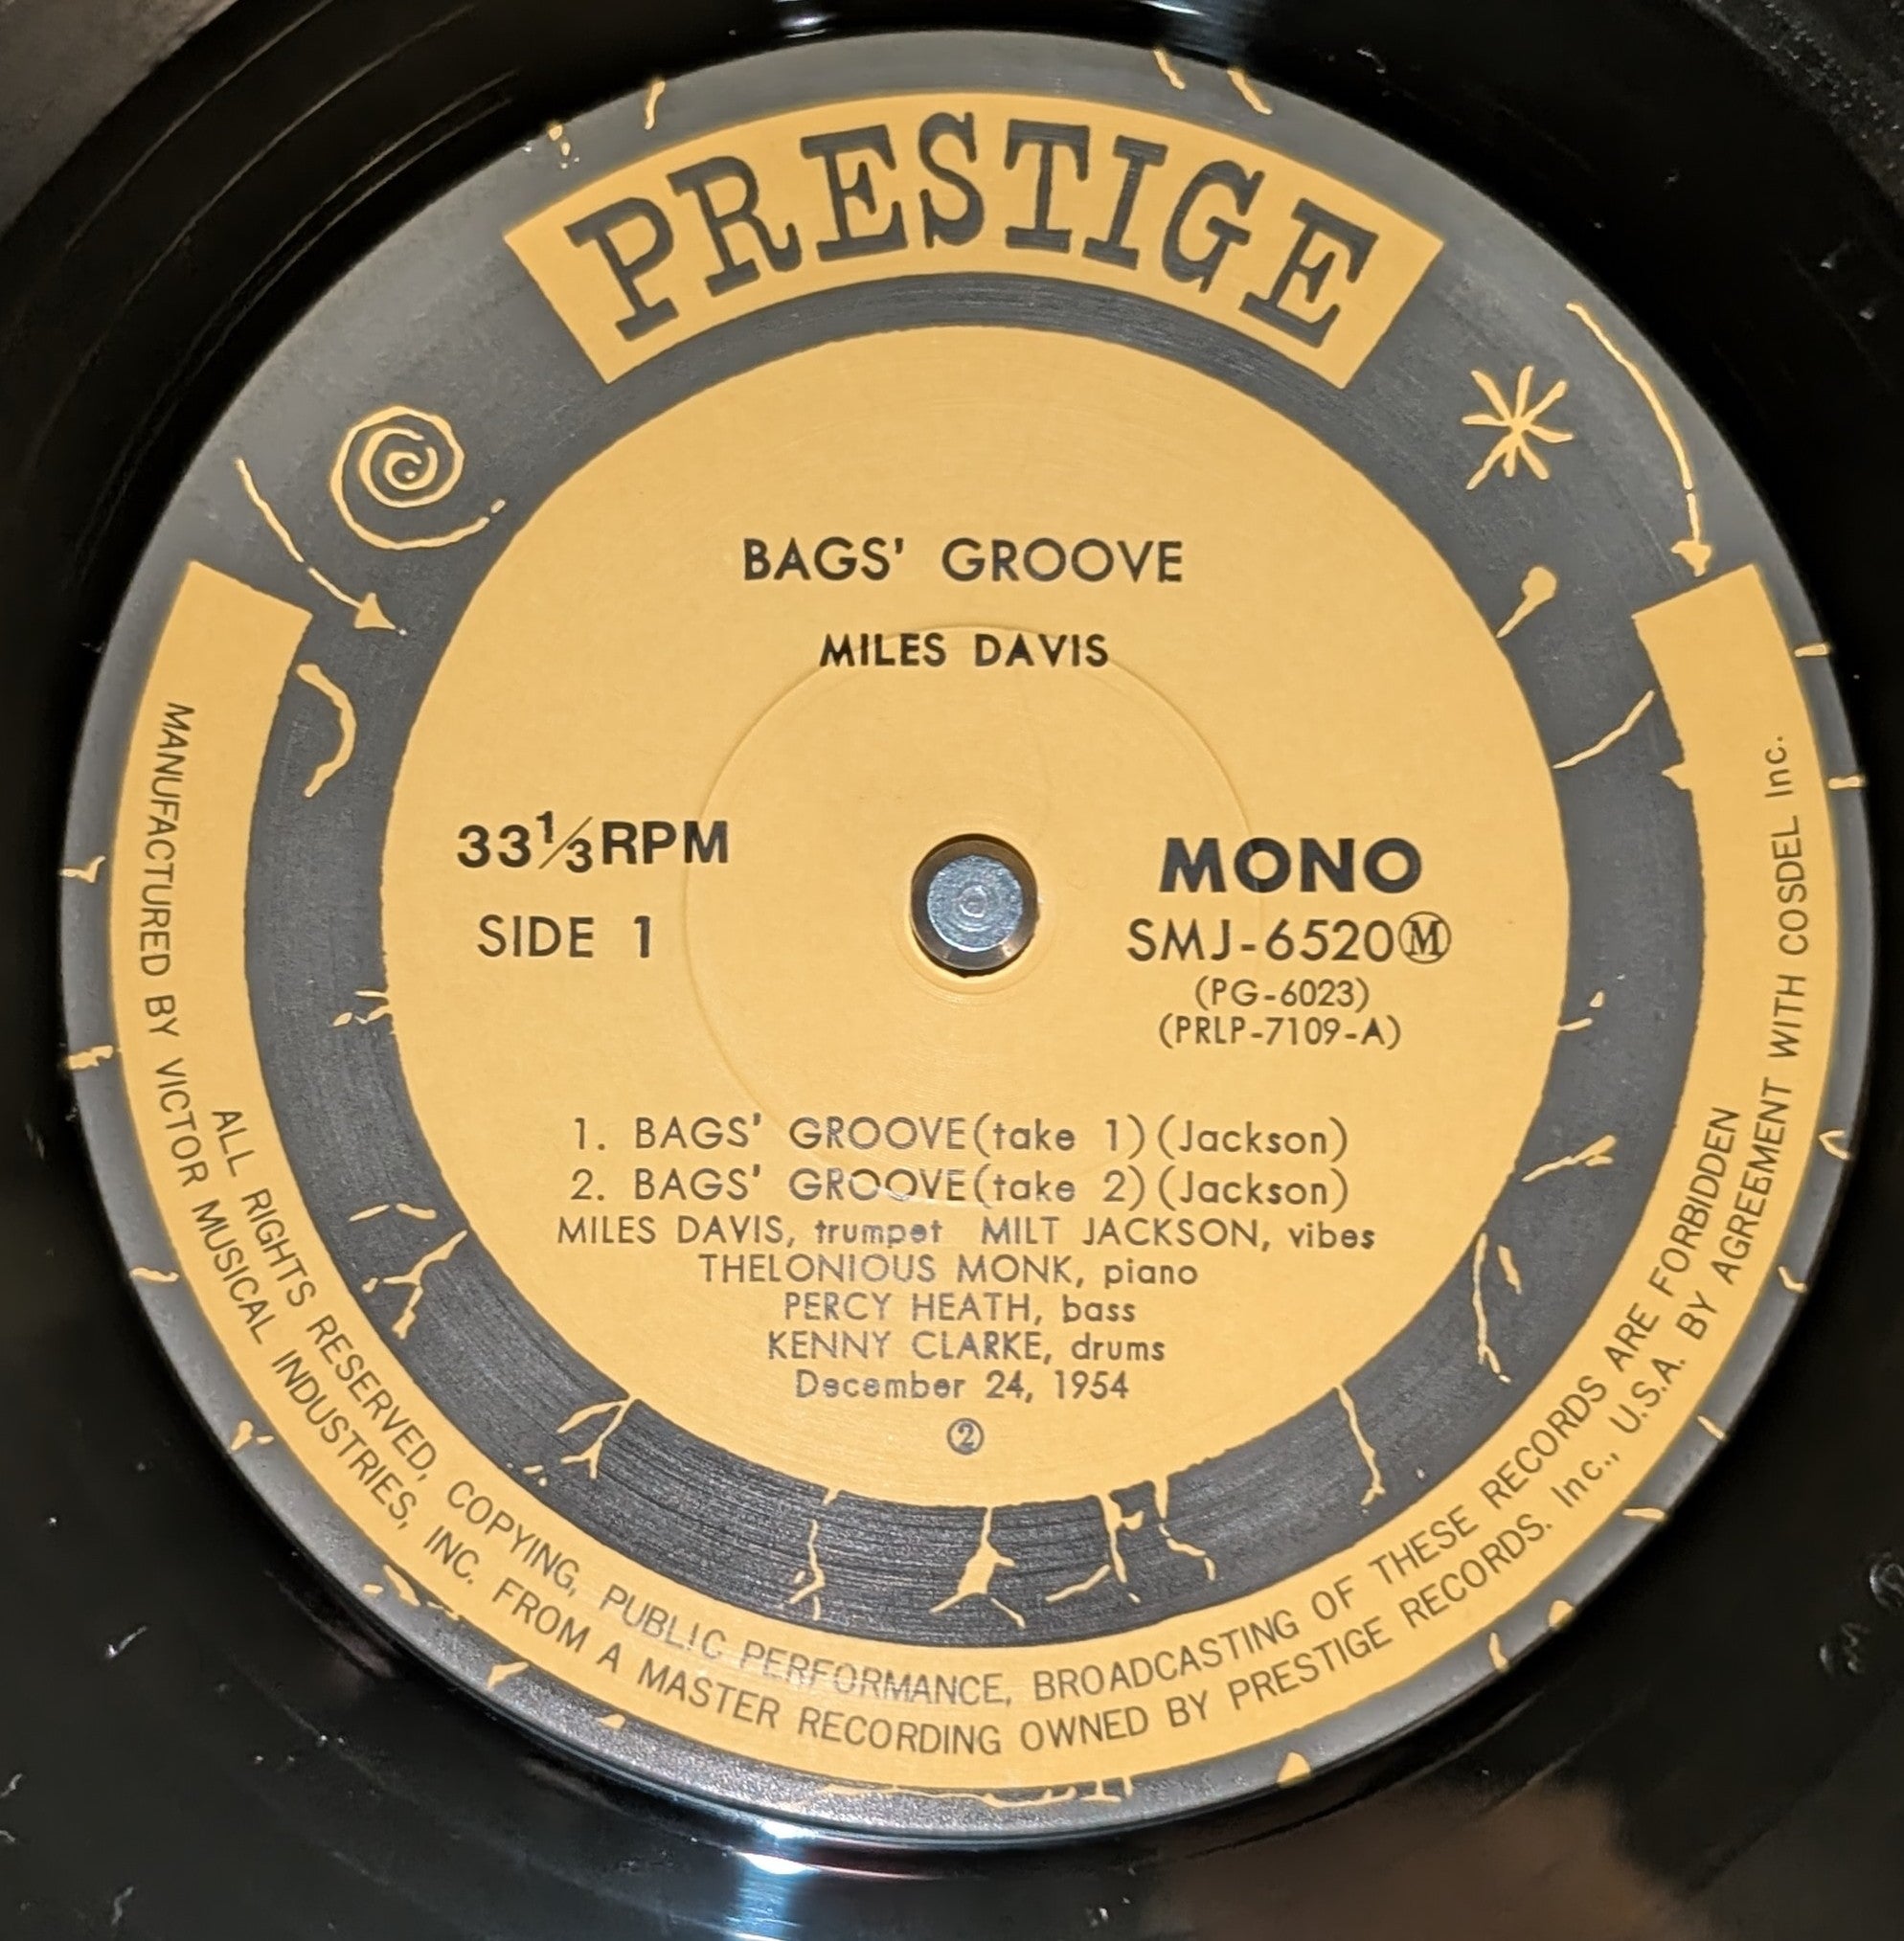 PRESTIGE
BAGS' GROOVE
MILES DAVIS
33⅓RPM
SIDE 1
MONO
SMJ-6520Ⓜ
(PG-6023)
(PRLP-7109-A)
1. BAGS' GROOVE(take 1)(Jackson)
2. BAGS' GROOVE(take 2)(Jackson)
MILES DAVIS, trumpet MILT JACKSON, vibes
THELONIOUS MONK, piano
PERCY HEATH, bass
KENNY CLARKE, drums
December 24, 1954
②
ALL RIGHTS RESERVED, COPYING, PUBLIC PERFORMANCE, BROADCASTING OF THESE RECORDS ARE FORBIDDEN
MANUFACTURED BY VICTOR MUSICAL INDUSTRIES, INC. FROM A MASTER RECORDING OWNED BY PRESTIGE RECORDS. Inc., U.S.A. BY AGREEMENT WITH COSDEL Inc.